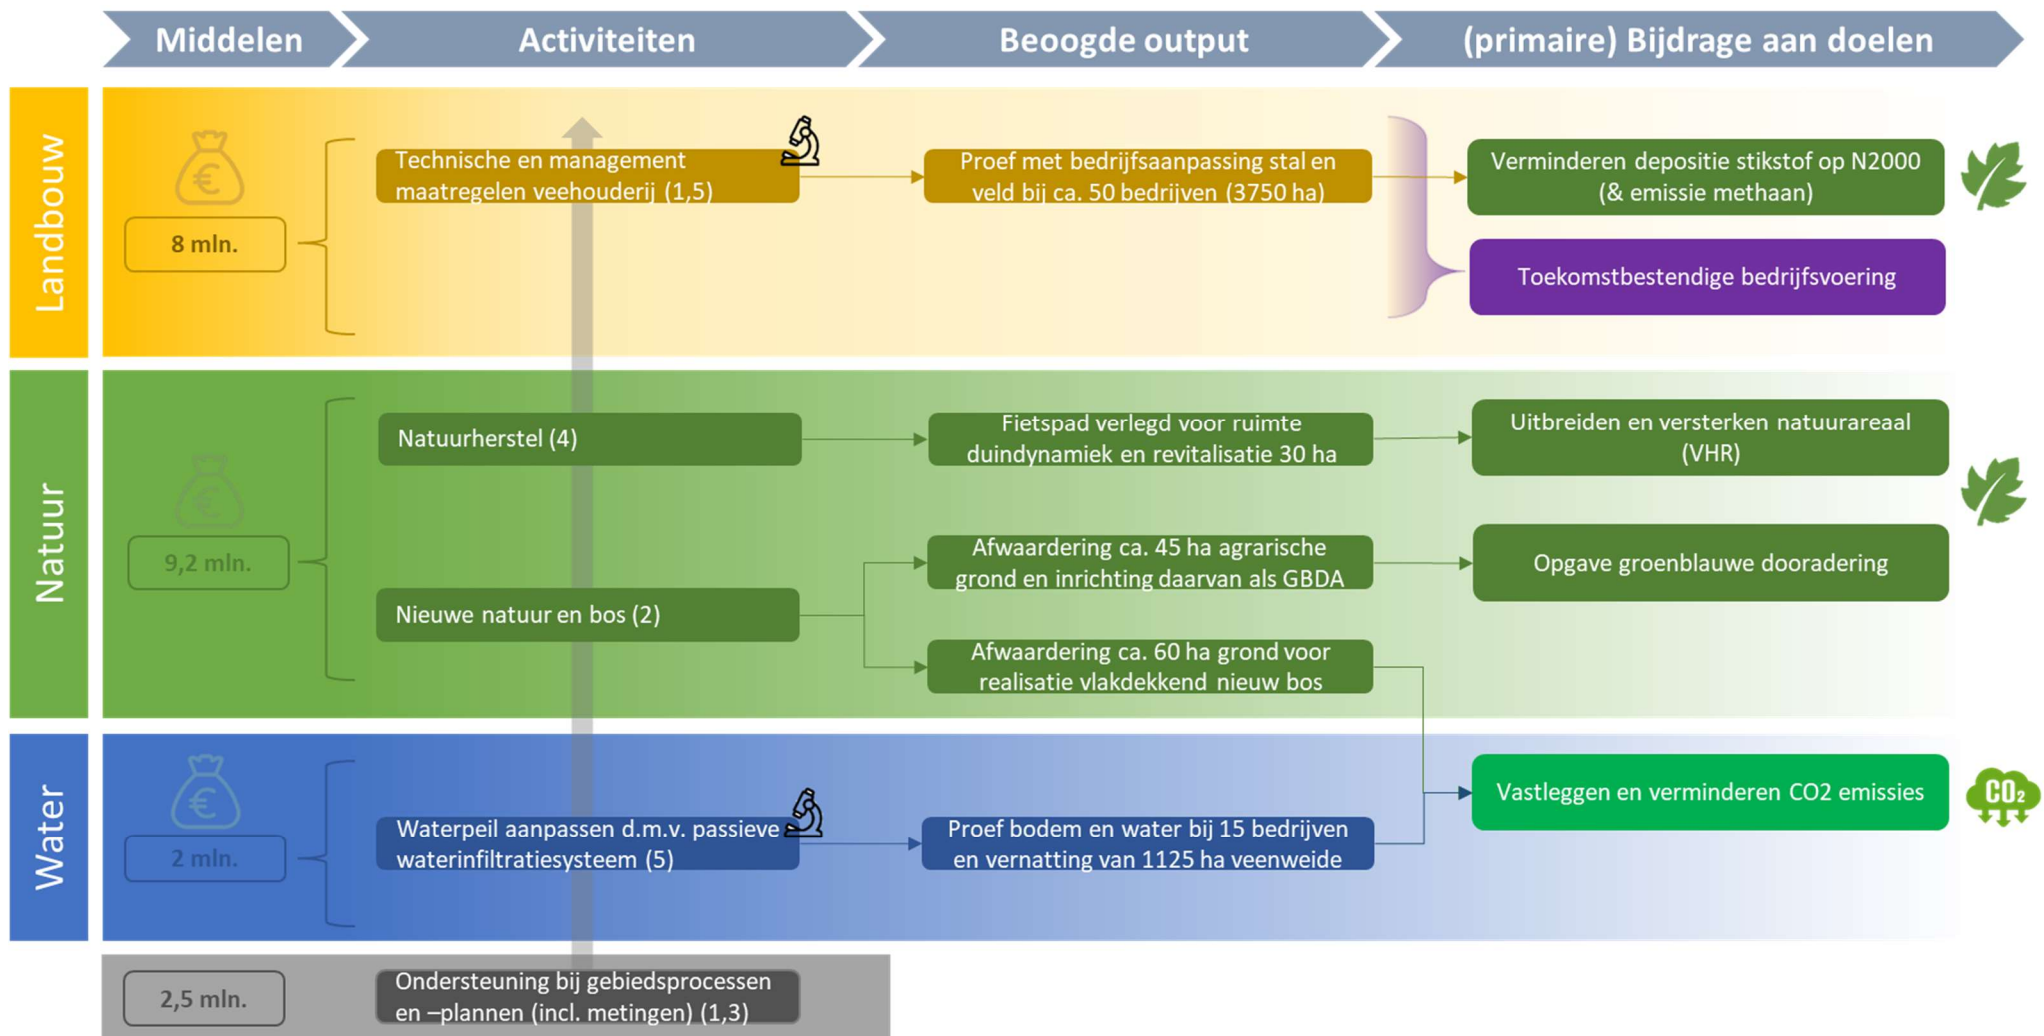 Middelen
Activiteiten
Beoogde output
(primaire) Bijdrage aan doelen
Landbouw
€
8 mln.
Technische en management
maatregelen veehouderij (1,5)
Proef met bedrijfsaanpassing stal en
veld bij ca. 50 bedrijven (3750 ha)
Verminderen depositie stikstof op N2000
(& emissie methaan)
Toekomstbestendige bedrijfsvoering
Natuur
€
9,2 mln.
Natuurherstel (4)
Fietspad verlegd voor ruimte
duindynamiek en revitalisatie 30 ha
Uitbreiden en versterken natuurareaal
(VHR)
Nieuwe natuur en bos (2)
Afwaardering ca. 45 ha agrarische
grond en inrichting daarvan als GBDA
Opgave groenblauwe dooradering
Afwaardering ca. 60 ha grond voor
realisatie vlakdekkend nieuw bos
Water
€
2 mln.
Waterpeil aanpassen d.m.v. passieve
waterinfiltratiesysteem (5)
Proef bodem en water bij 15 bedrijven
en vernatting van 1125 ha veenweide
Vastleggen en verminderen CO2 emissies
CO2
2,5 mln.
Ondersteuning bij gebiedsprocessen
en –plannen (incl. metingen) (1,3)